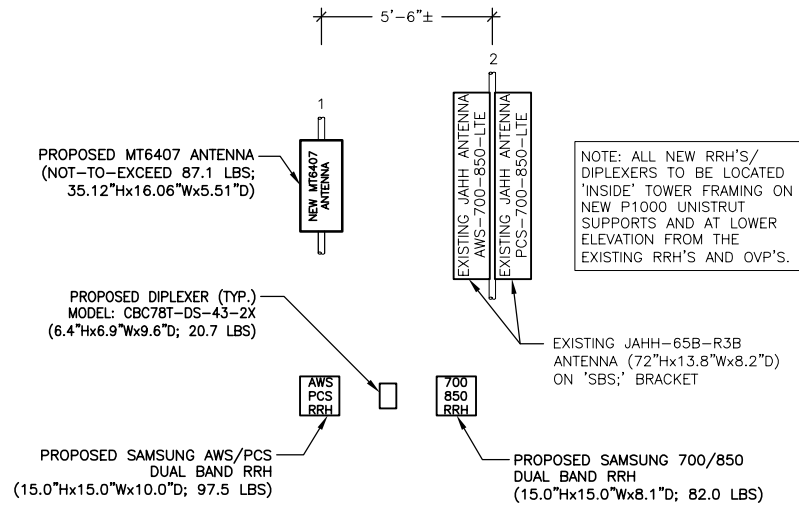 5'-6"±
1
2
PROPOSED MT6407 ANTENNA
(NOT-TO-EXCEED 87.1 LBS;
35.12"Hx16.06"Wx5.51"D)
NEW MT6407
ANTENNA
EXISTING JAHH ANTENNA
AWS-700-850-LTE
EXISTING JAHH ANTENNA
PCS-700-850-LTE
NOTE: ALL NEW RRH'S/
DIPLEXERS TO BE LOCATED
'INSIDE' TOWER FRAMING ON
NEW P1000 UNISTRUT
SUPPORTS AND AT LOWER
ELEVATION FROM THE
EXISTING RRH'S AND OVP'S.
PROPOSED DIPLEXER (TYP.)
MODEL: CBC78T-DS-43-2X
(6.4"Hx6.9"Wx9.6"D; 20.7 LBS)
EXISTING JAHH-65B-R3B
ANTENNA (72"Hx13.8"Wx8.2"D)
ON 'SBS;' BRACKET
AWS
PCS
RRH
700
850
RRH
PROPOSED SAMSUNG AWS/PCS
DUAL BAND RRH
(15.0"Hx15.0"Wx10.0"D; 97.5 LBS)
PROPOSED SAMSUNG 700/850
DUAL BAND RRH
(15.0"Hx15.0"Wx8.1"D; 82.0 LBS)